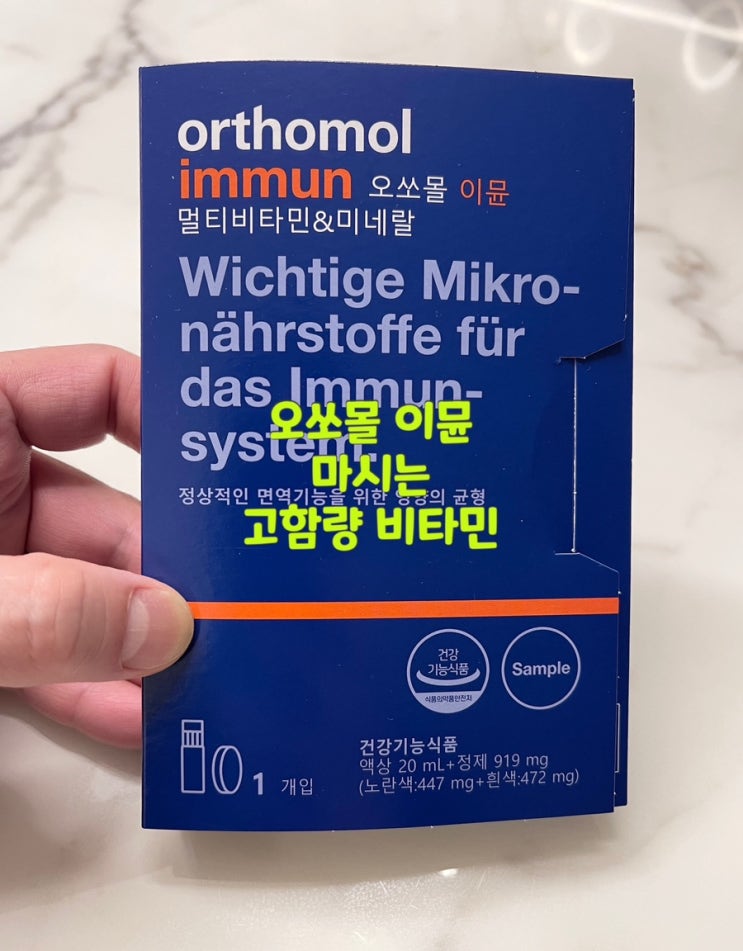 orthomol
immun 오쏘몰 이뮨
멀티비타민&미네랄
Wichtige Mikro-
nährstoffe für
das Immun-
system.
오쏘몰 이뮨
마시는
고함량 비타민
정상적인 면역기능을 위한 영양의 균형
건강
기능식품
식품의약품안전처
Sample
건강기능식품
액상 20 mL+정제 919 mg
(노란색:447 mg+흰색:472 mg)
1 개입